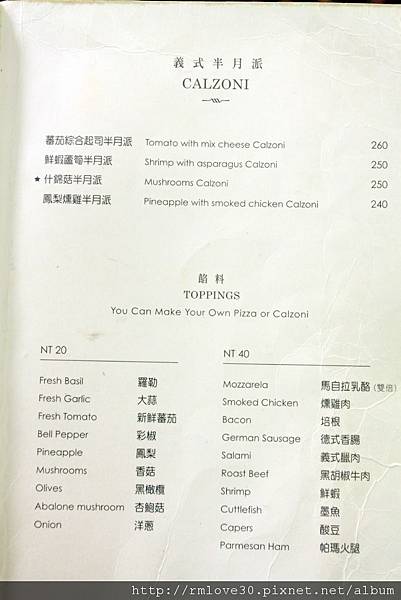 義式半月派
CALZONI
蕃茄綜合起司半月派 Tomato with mix cheese Calzoni 260
鮮蝦蘆筍半月派 Shrimp with asparagus Calzoni 250
★ 什錦菇半月派 Mushrooms Calzoni 250
鳳梨燻雞半月派 Pineapple with smoked chicken Calzoni 240
餡料
TOPPINGS
You Can Make Your Own Pizza or Calzoni
NT 20
Fresh Basil 羅勒
Fresh Garlic 大蒜
Fresh Tomato 新鮮蕃茄
Bell Pepper 彩椒
Pineapple 鳳梨
Mushrooms 香菇
Olives 黑橄欖
Abalone mushroom 杏鮑菇
Onion 洋蔥
NT 40
Mozzarela 馬自拉乳酪 (雙倍)
Smoked Chicken 燻雞肉
Bacon 培根
German Sausage 德式香腸
Salami 義式臘肉
Roast Beef 黑胡椒牛肉
Shrimp 鮮蝦
Cuttlefish 墨魚
Capers 酸豆
Parmesan Ham 帕瑪火腿
http://rmlove30.pixnet.net/album